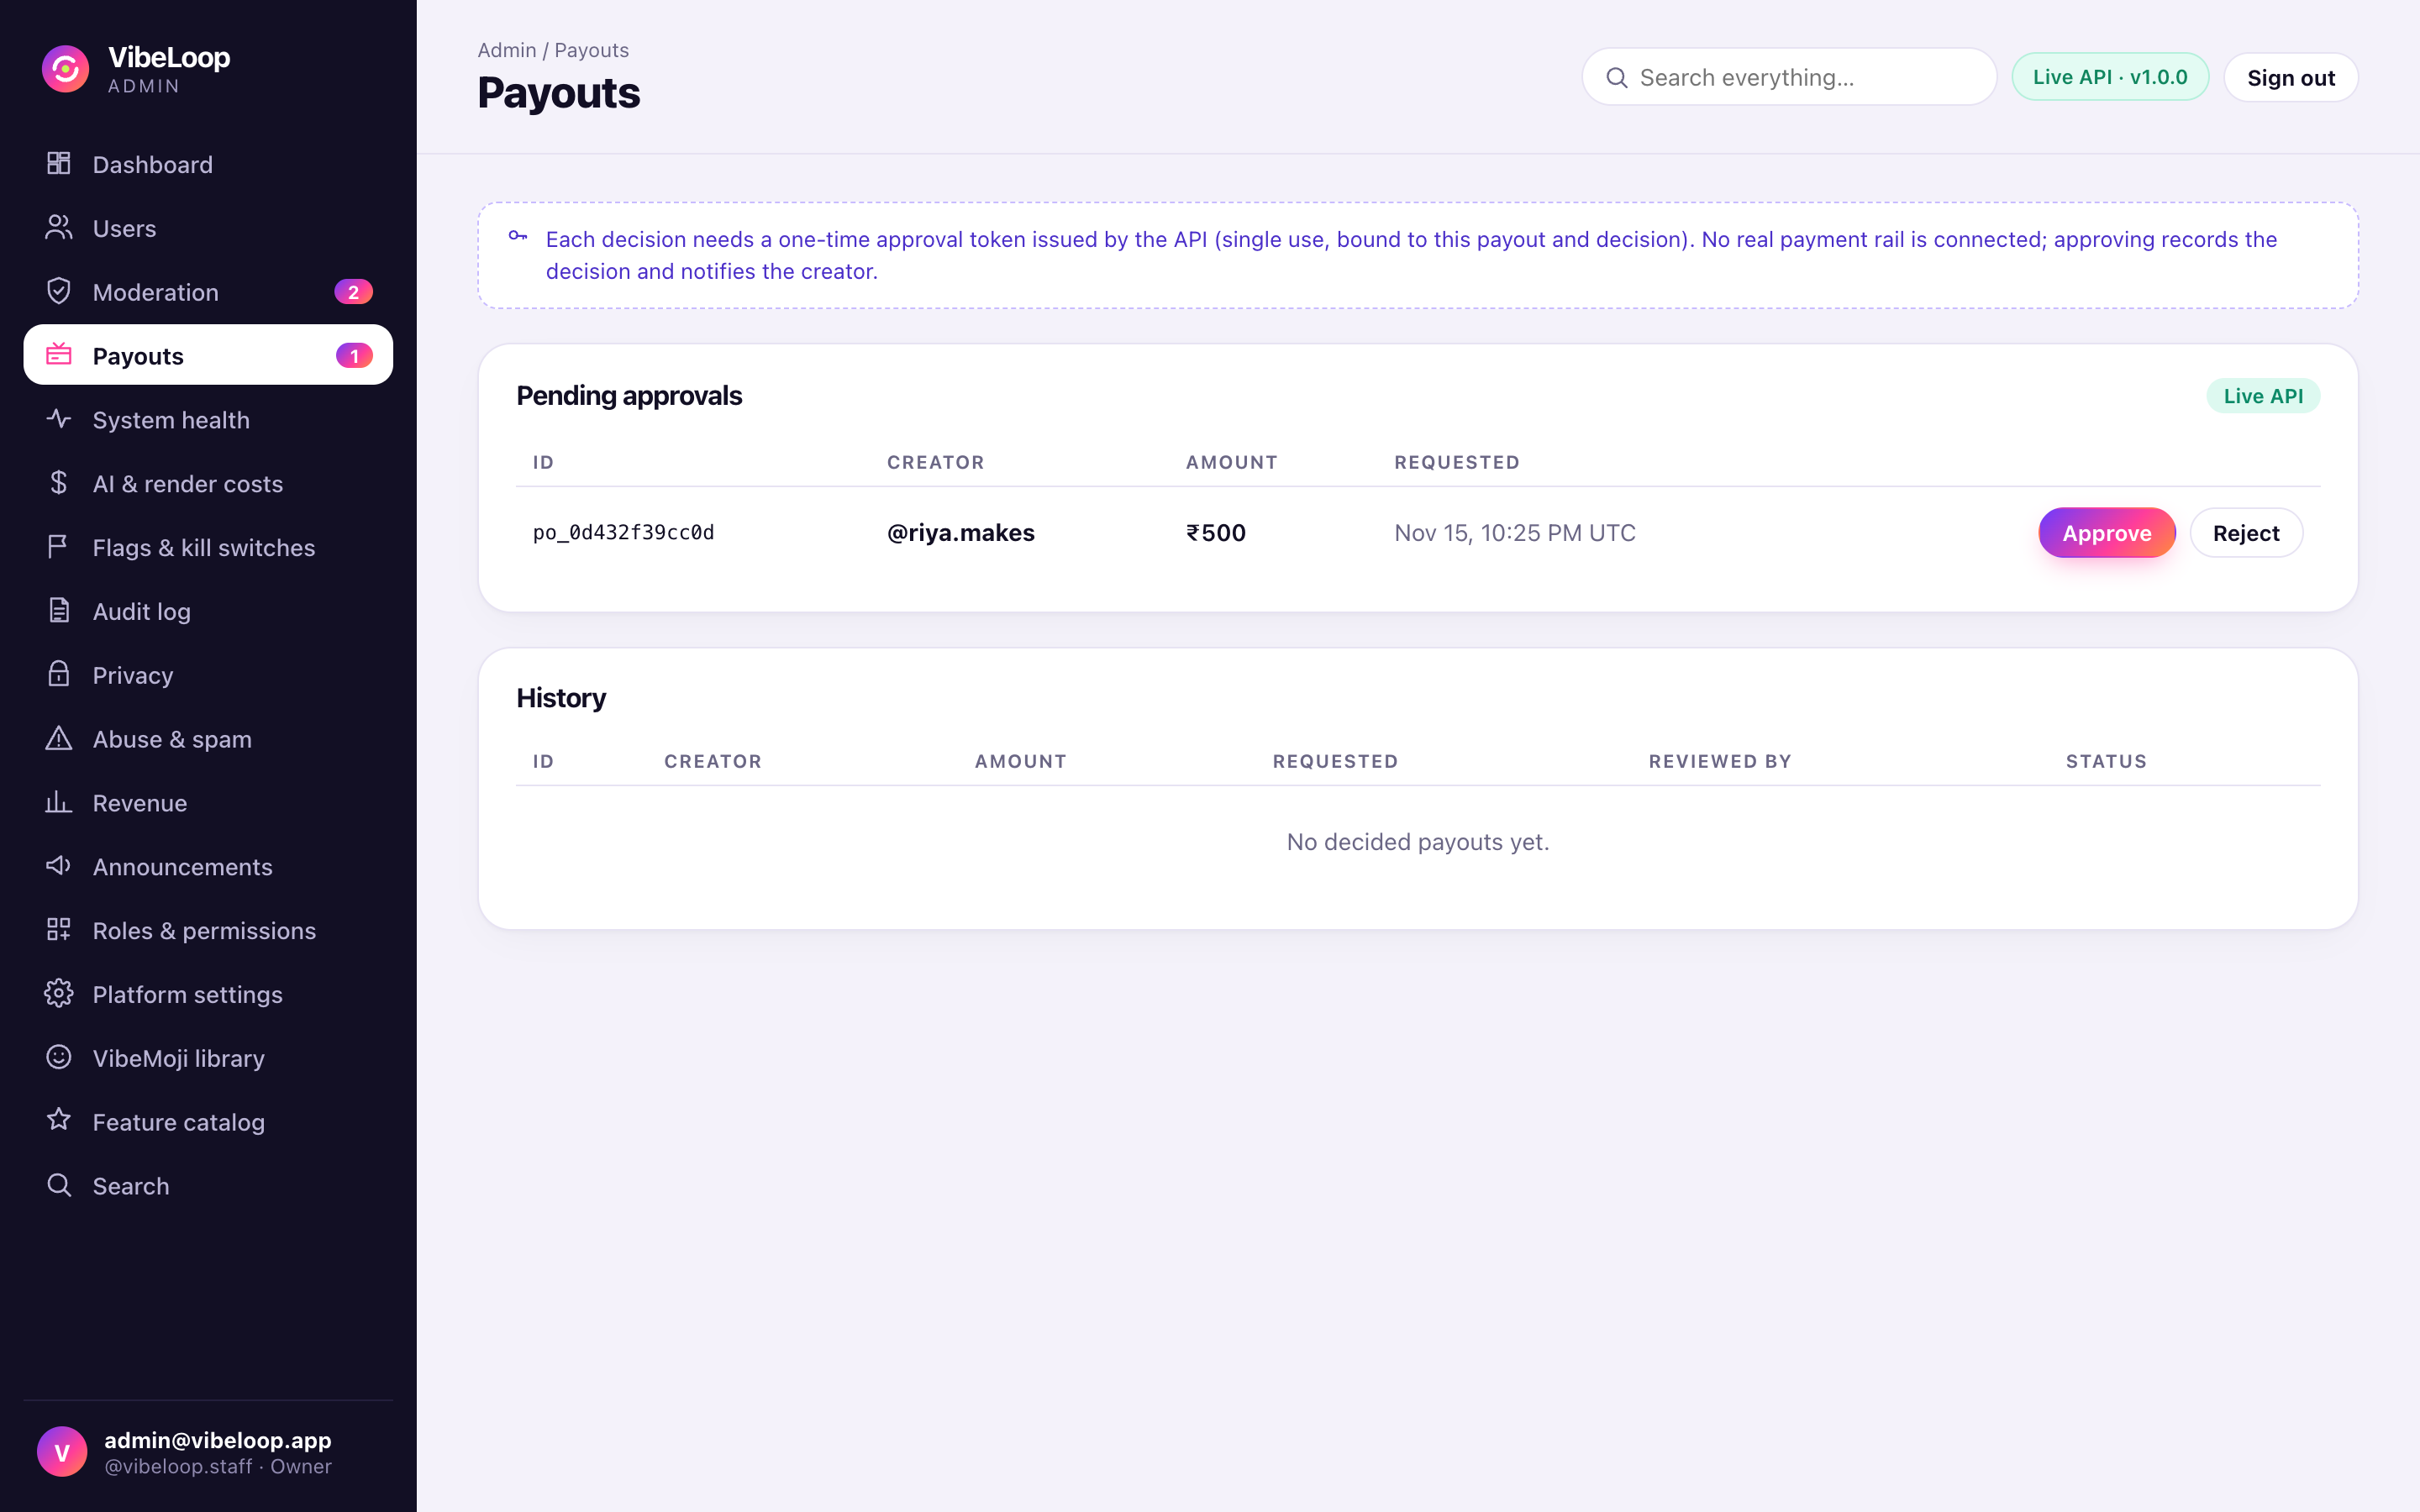 VibeLoop
ADMIN
Dashboard
Users
Moderation 2
Payouts 1
System health
AI & render costs
Flags & kill switches
Audit log
Privacy
Abuse & spam
Revenue
Announcements
Roles & permissions
Platform settings
VibeMoji library
Feature catalog
Search
V
admin@vibeloop.app
@vibeloop.staff · Owner
Admin / Payouts
Payouts
Search everything...
Live API · v1.0.0
Sign out
Each decision needs a one-time approval token issued by the API (single use, bound to this payout and decision). No real payment rail is connected; approving records the
decision and notifies the creator.
Pending approvals
Live API
ID CREATOR AMOUNT REQUESTED
po_0d432f39cc0d @riya.makes ₹500 Nov 15, 10:25 PM UTC Approve Reject
History
ID CREATOR AMOUNT REQUESTED REVIEWED BY STATUS
No decided payouts yet.